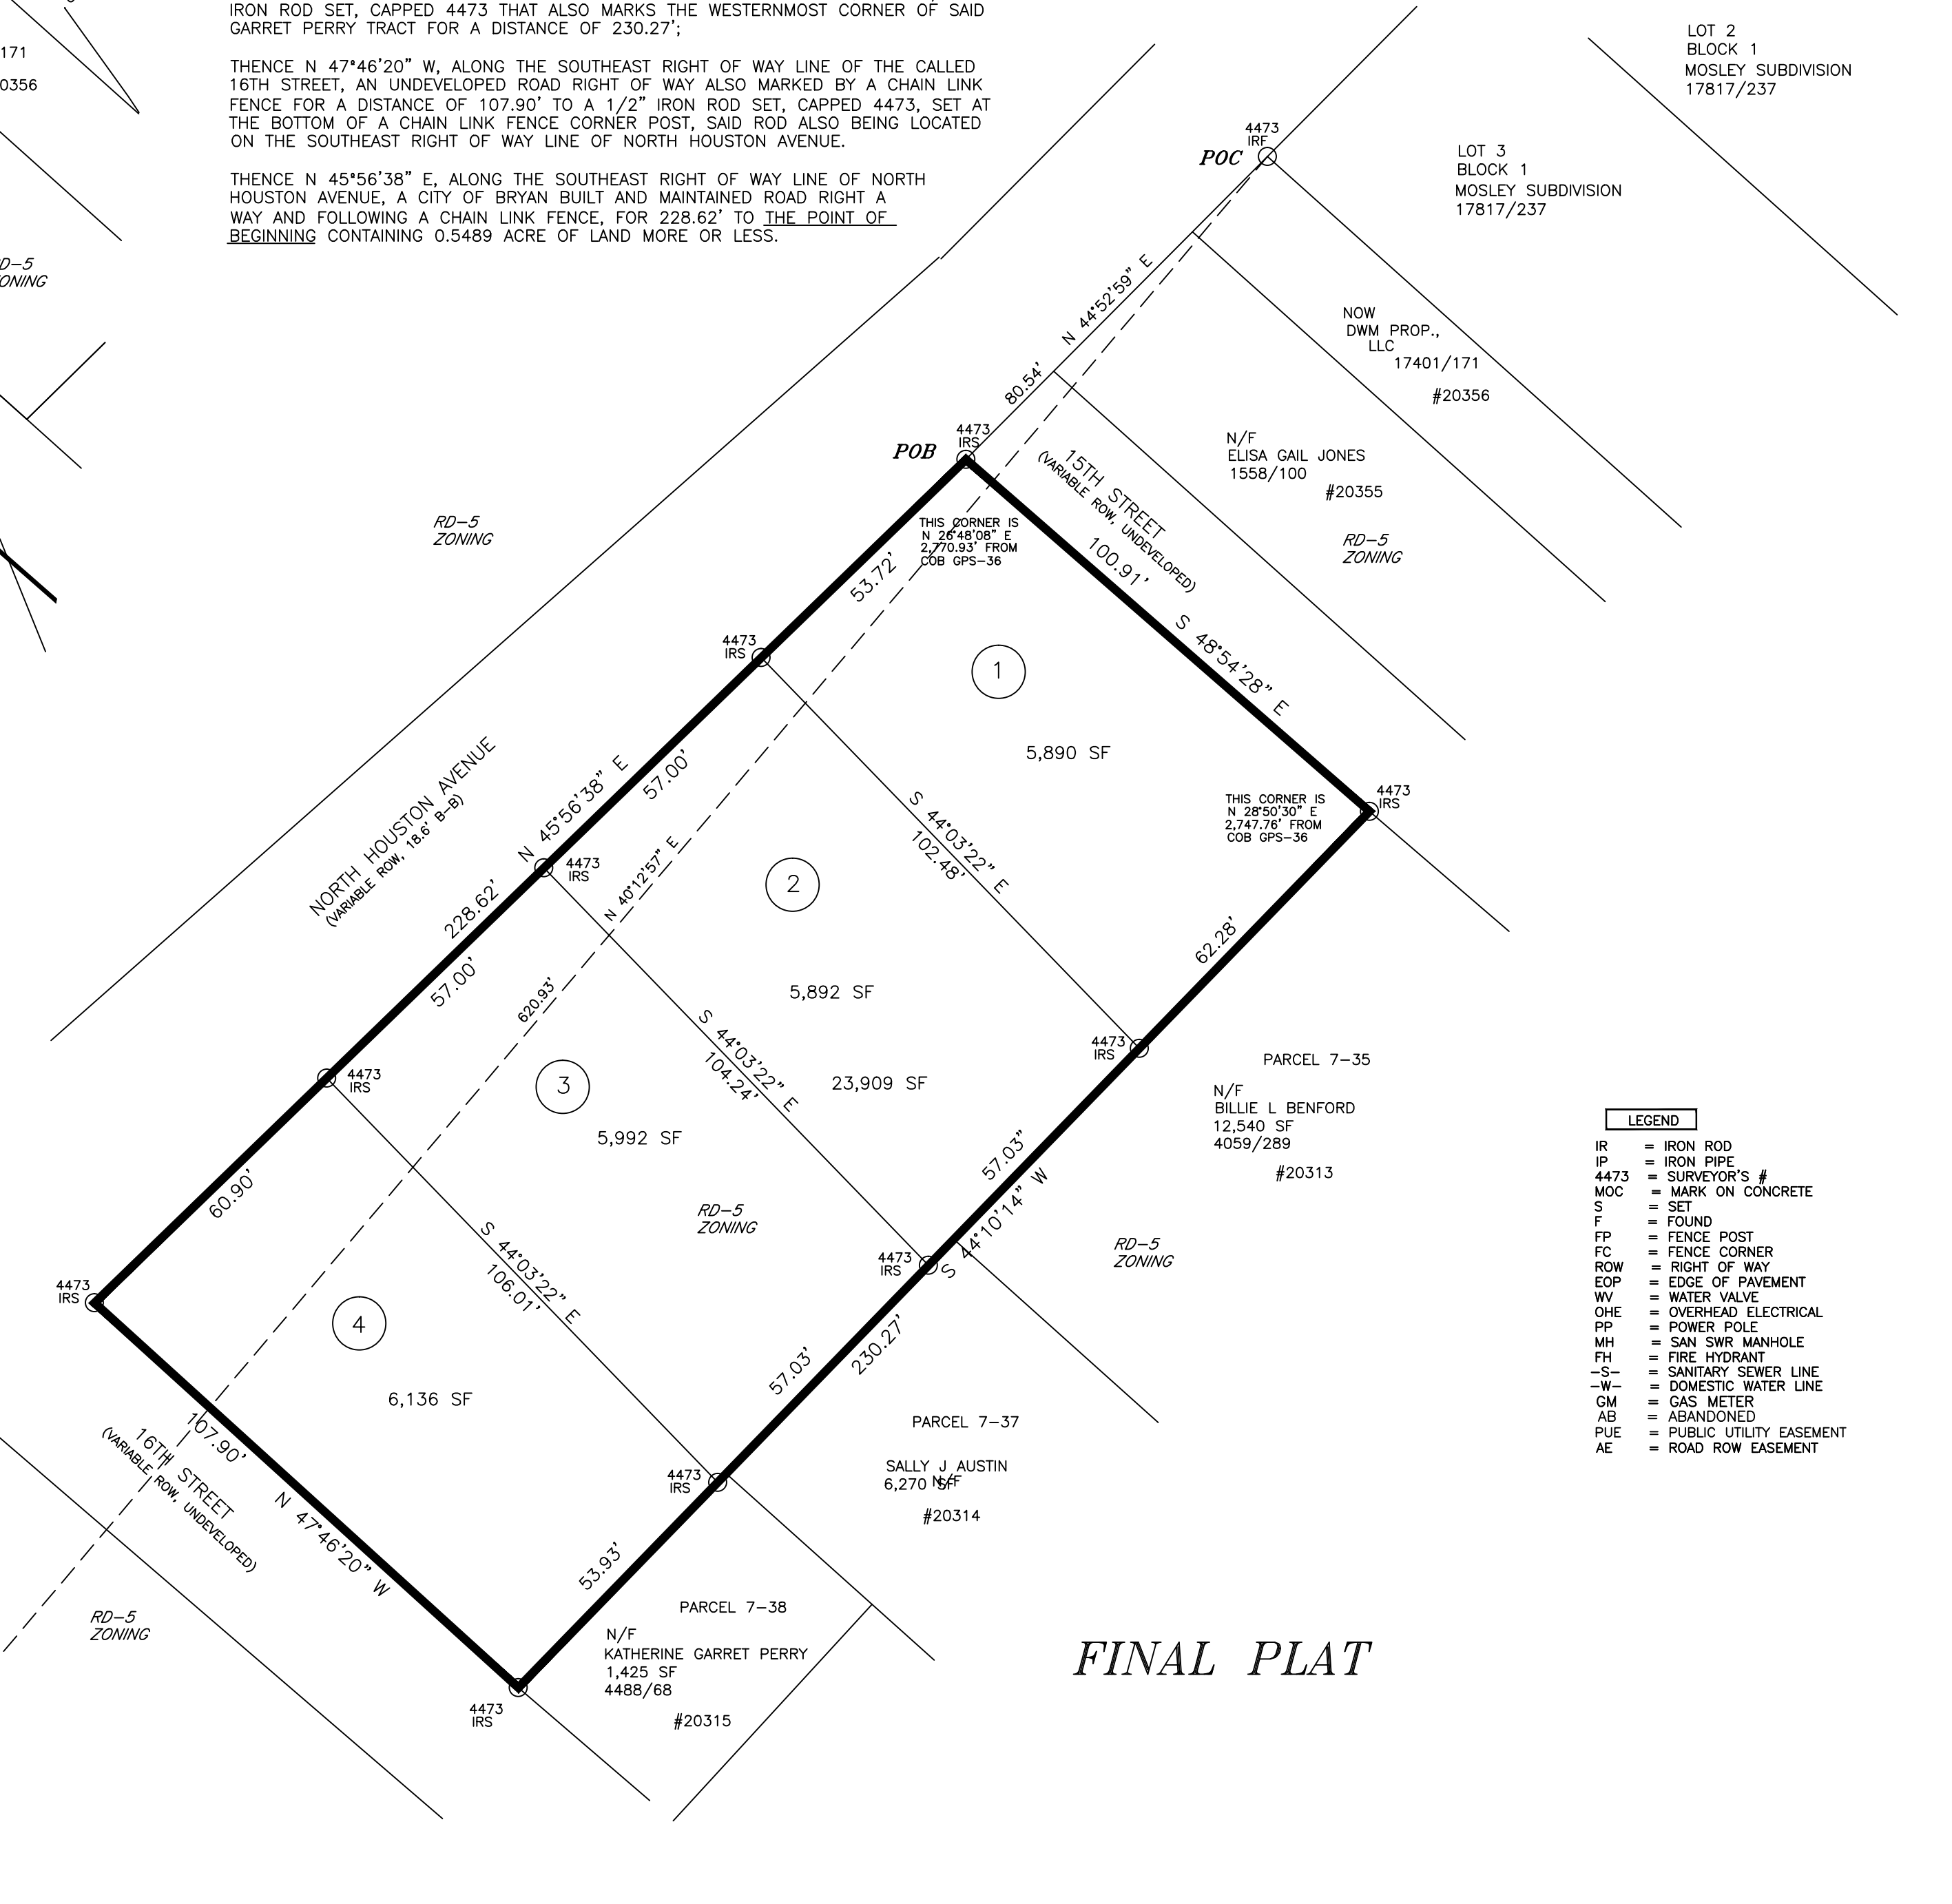 IRON ROD SET, CAPPED 4473 THAT ALSO MARKS THE WESTERNMOST CORNER OF SAID
GARRET PERRY TRACT FOR A DISTANCE OF 230.27';
THENCE N 47°46'20" W, ALONG THE SOUTHEAST RIGHT OF WAY LINE OF THE CALLED
16TH STREET, AN UNDEVELOPED ROAD RIGHT OF WAY ALSO MARKED BY A CHAIN LINK
FENCE FOR A DISTANCE OF 107.90' TO A 1/2" IRON ROD SET, CAPPED 4473, SET AT
THE BOTTOM OF A CHAIN LINK FENCE CORNER POST, SAID ROD ALSO BEING LOCATED
ON THE SOUTHEAST RIGHT OF WAY LINE OF NORTH HOUSTON AVENUE.
THENCE N 45°56'38" E, ALONG THE SOUTHEAST RIGHT OF WAY LINE OF NORTH
HOUSTON AVENUE, A CITY OF BRYAN BUILT AND MAINTAINED ROAD RIGHT A
WAY AND FOLLOWING A CHAIN LINK FENCE, FOR 228.62' TO THE POINT OF
BEGINNING CONTAINING 0.5489 ACRE OF LAND MORE OR LESS.
171
0356
D-5
ONING
LOT 2
BLOCK 1
MOSLEY SUBDIVISION
17817/237
LOT 3
BLOCK 1
MOSLEY SUBDIVISION
17817/237
4473
IRF
POC
N 44°52'59" E
80.54'
NOW
DWM PROP.,
LLC
17401/171
#20356
N/F
ELISA GAIL JONES
1558/100
#20355
RD-5
ZONING
4473
IRS
POB
15TH STREET
(VARIABLE ROW, UNDEVELOPED)
100.91'
S 48°54'28" E
THIS CORNER IS
N 26°48'08" E
2,770.93' FROM
COB GPS-36
RD-5
ZONING
53.72'
4473
IRS
1
5,890 SF
THIS CORNER IS
N 28°50'30" E
2,747.76' FROM
COB GPS-36
4473
IRS
NORTH HOUSTON AVENUE
(VARIABLE ROW, 18.6' B-B)
N 45°56'38" E
228.62'
57.00'
4473
IRS
S 44°03'22" E
102.48'
62.28'
2
5,892 SF
N 40°12'57" E
620.93'
57.00'
4473
IRS
S 44°03'22" E
104.24'
23,909 SF
4473
IRS
PARCEL 7-35
N/F
BILLIE L BENFORD
12,540 SF
4059/289
#20313
3
5,992 SF
57.03"
S 44°10'14" W
RD-5
ZONING
RD-5
ZONING
60.90'
4473
IRS
S 44°03'22" E
106.01'
4473
IRS
230.27'
57.03'
4
6,136 SF
107.90'
16TH STREET
(VARIABLE ROW, UNDEVELOPED)
N 47°46'20" W
RD-5
ZONING
PARCEL 7-37
SALLY J AUSTIN
6,270 SF
N/F
#20314
4473
IRS
53.93'
PARCEL 7-38
N/F
KATHERINE GARRET PERRY
1,425 SF
4488/68
#20315
4473
IRS
FINAL PLAT
LEGEND
IR = IRON ROD
IP = IRON PIPE
4473 = SURVEYOR'S #
MOC = MARK ON CONCRETE
S = SET
F = FOUND
FP = FENCE POST
FC = FENCE CORNER
ROW = RIGHT OF WAY
EOP = EDGE OF PAVEMENT
WV = WATER VALVE
OHE = OVERHEAD ELECTRICAL
PP = POWER POLE
MH = SAN SWR MANHOLE
FH = FIRE HYDRANT
-S- = SANITARY SEWER LINE
-W- = DOMESTIC WATER LINE
GM = GAS METER
AB = ABANDONED
PUE = PUBLIC UTILITY EASEMENT
AE = ROAD ROW EASEMENT